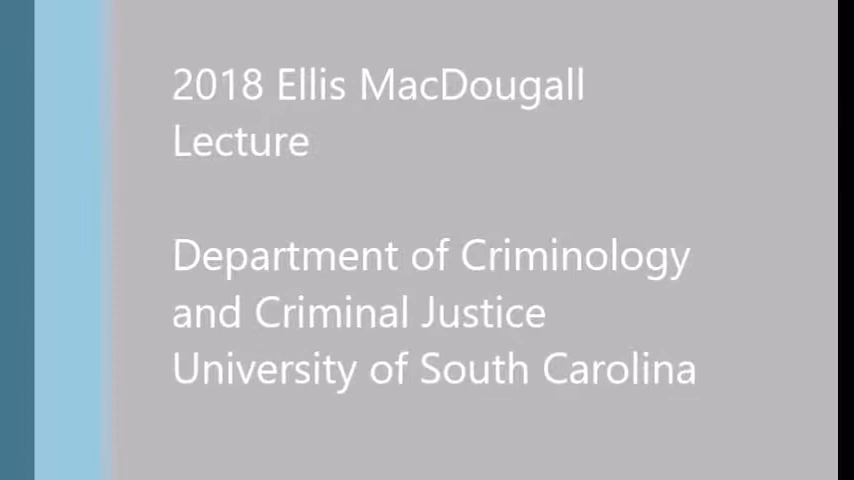 2018 Ellis MacDougall
Lecture
Department of Criminology
and Criminal Justice
University of South Carolina